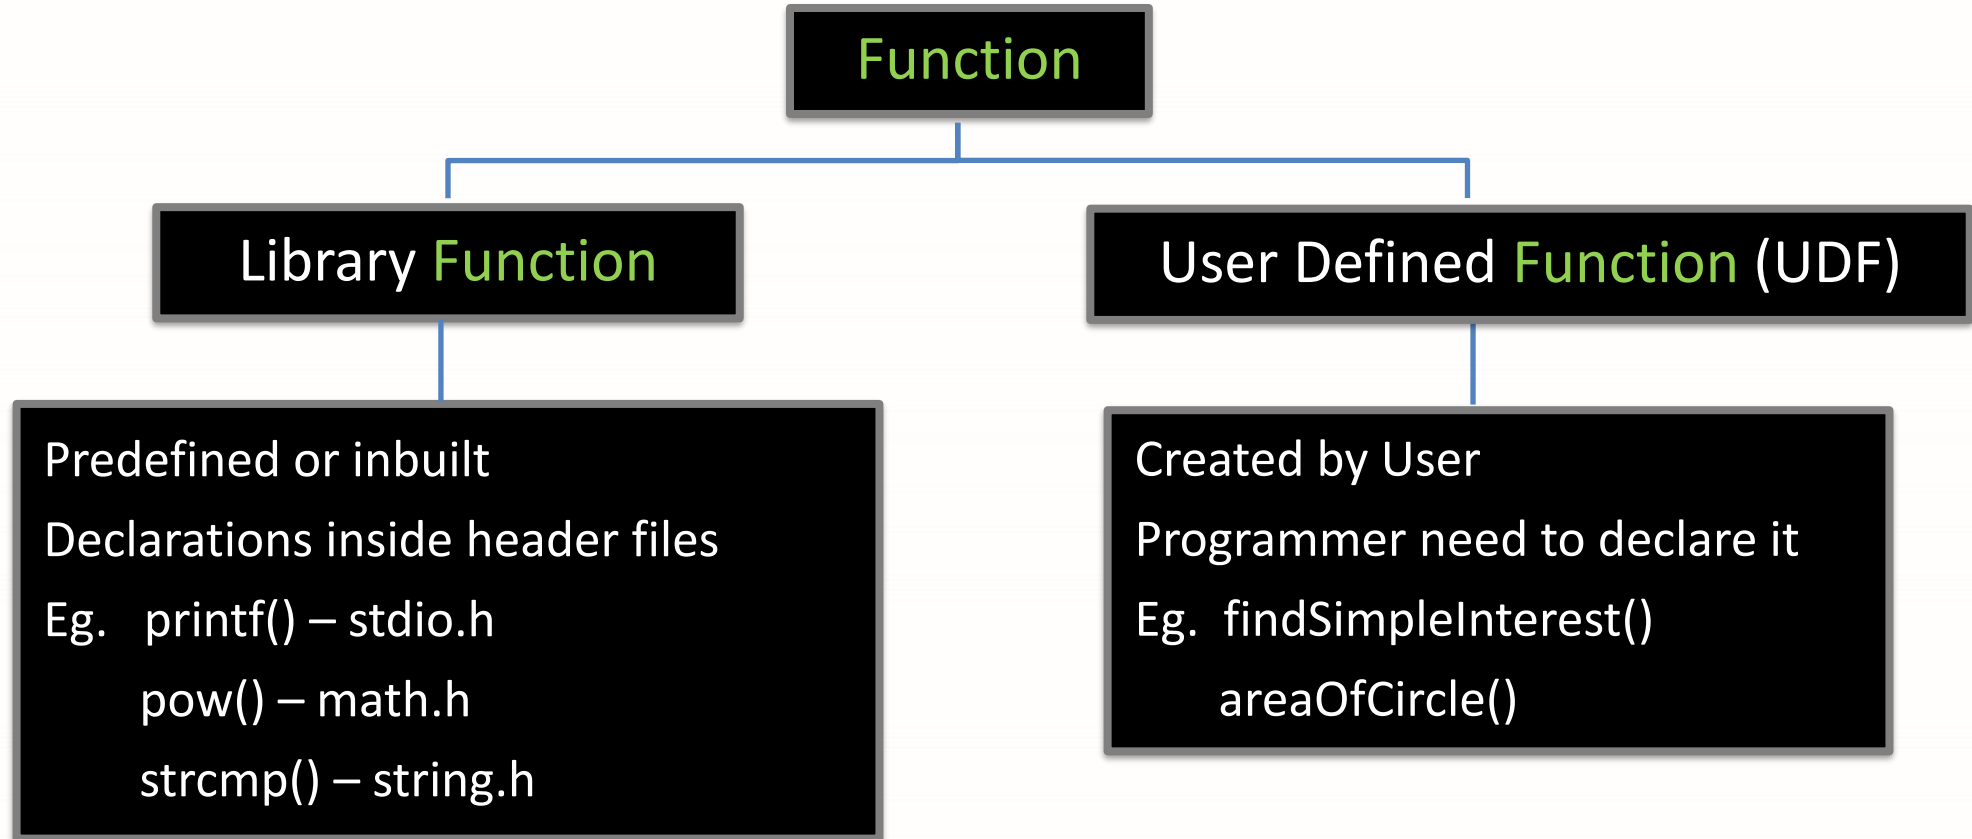 Function
Library Function
User Defined Function (UDF)
Predefined or inbuilt
Declarations inside header files
Eg. printf() – stdio.h
pow() – math.h
strcmp() – string.h
Created by User
Programmer need to declare it
Eg. findSimpleInterest()
areaOfCircle()